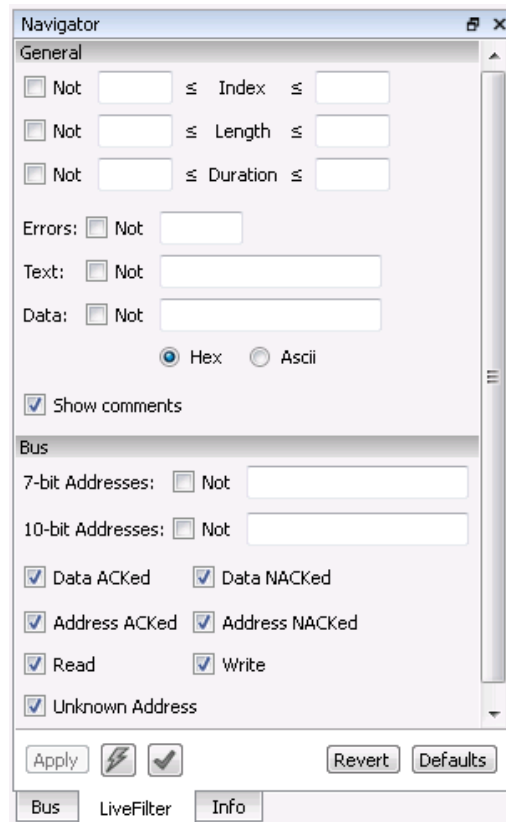 Navigator
General
Not ≤ Index ≤
Not ≤ Length ≤
Not ≤ Duration ≤
Errors: Not
Text: Not
Data: Not
Hex Ascii
Show comments
Bus
7-bit Addresses: Not
10-bit Addresses: Not
Data ACKed Data NACKed
Address ACKed Address NACKed
Read Write
Unknown Address
Apply Revert Defaults
Bus LiveFilter Info